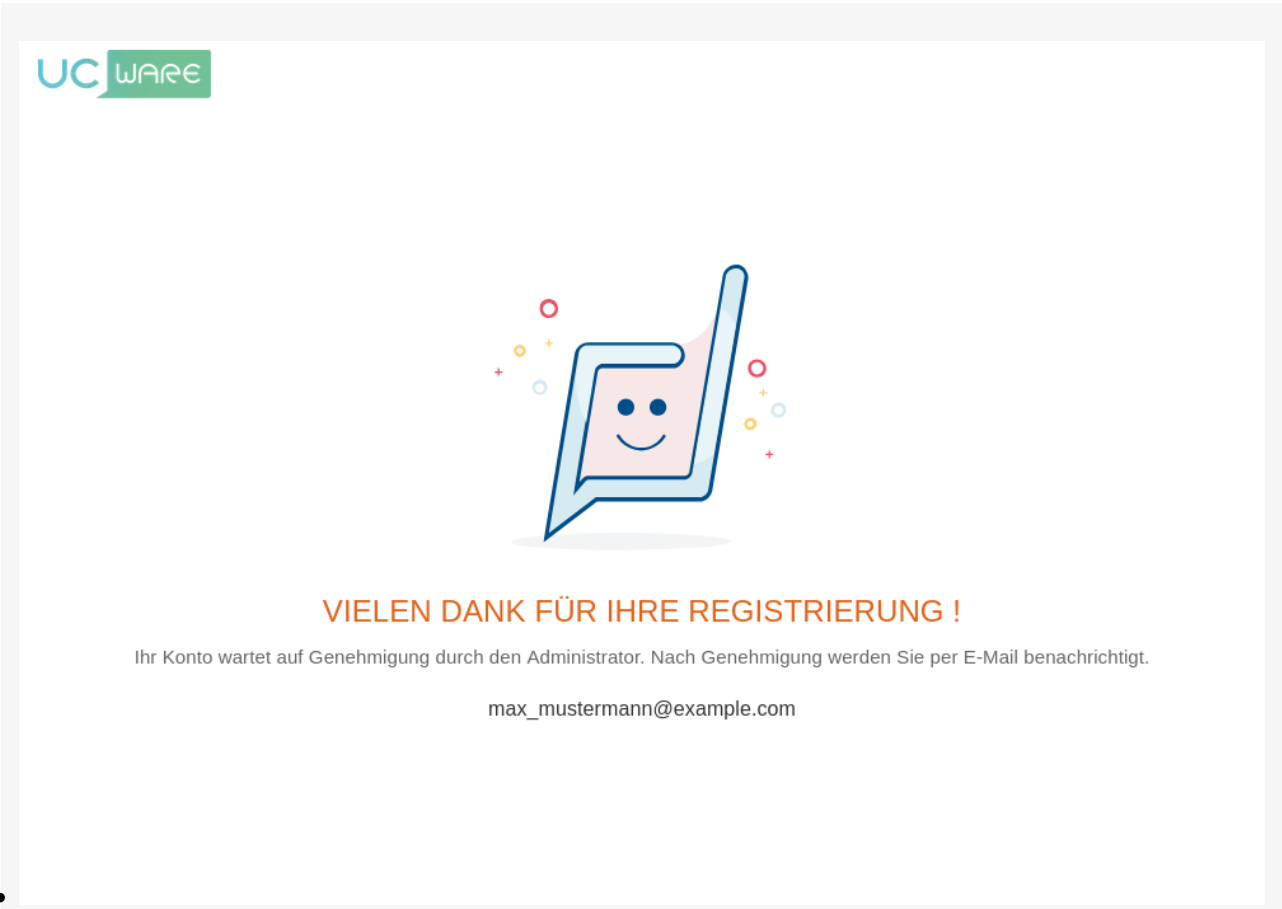 UC WARE
VIELEN DANK FÜR IHRE REGISTRIERUNG !
Ihr Konto wartet auf Genehmigung durch den Administrator. Nach Genehmigung werden Sie per E-Mail benachrichtigt.
max_mustermann@example.com